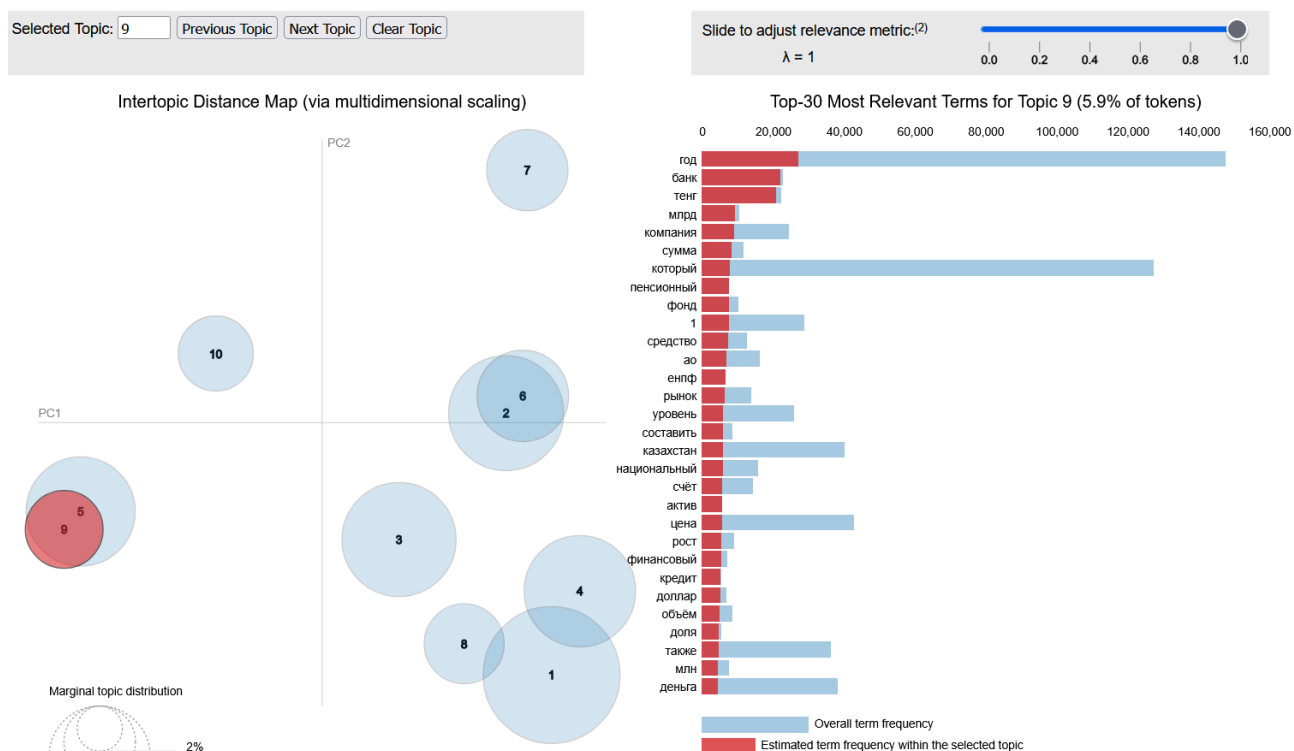 Selected Topic: 9 Previous Topic Next Topic Clear Topic
Slide to adjust relevance metric:(2)
λ = 1
0.0 0.2 0.4 0.6 0.8 1.0
Intertopic Distance Map (via multidimensional scaling)
PC2
PC1
7
10
6
2
5
9
3
4
8
1
Marginal topic distribution
2%
Top-30 Most Relevant Terms for Topic 9 (5.9% of tokens)
0 20,000 40,000 60,000 80,000 100,000 120,000 140,000 160,000
год
банк
тенг
млрд
компания
сумма
который
пенсионный
фонд
1
средство
ао
енпф
рынок
уровень
составить
казахстан
национальный
счёт
актив
цена
рост
финансовый
кредит
доллар
объём
доля
также
млн
деньга
Overall term frequency
Estimated term frequency within the selected topic